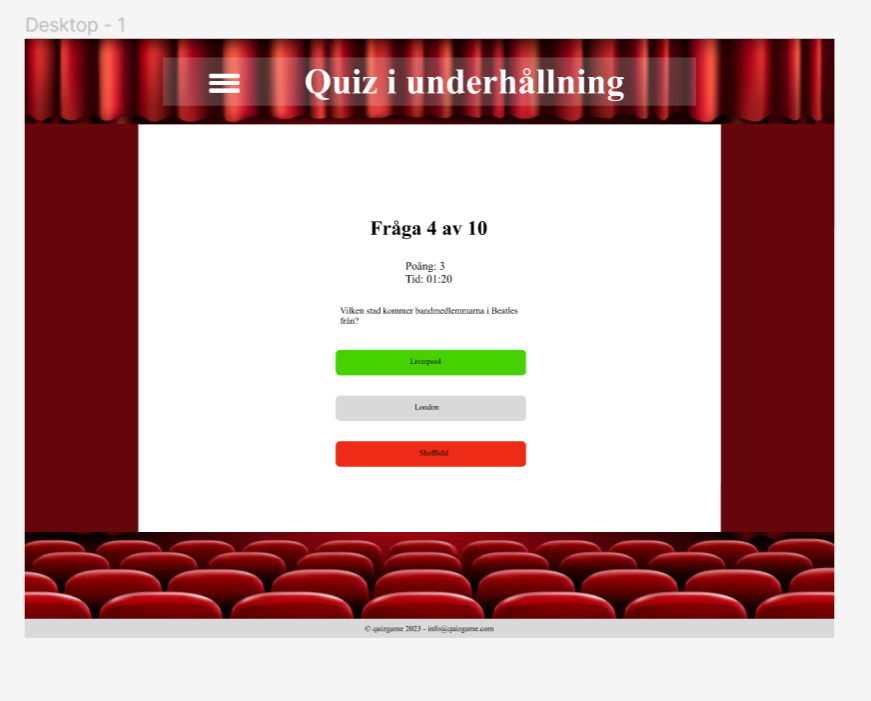 Desktop - 1
Quiz i underhållning
Fråga 4 av 10
Poäng: 3
Tid: 01:20
Vilken stad kommer bandmedlemmarna i Beatles
från?
Liverpool
London
Sheffield
© quizgame 2023 - info@quizgame.com